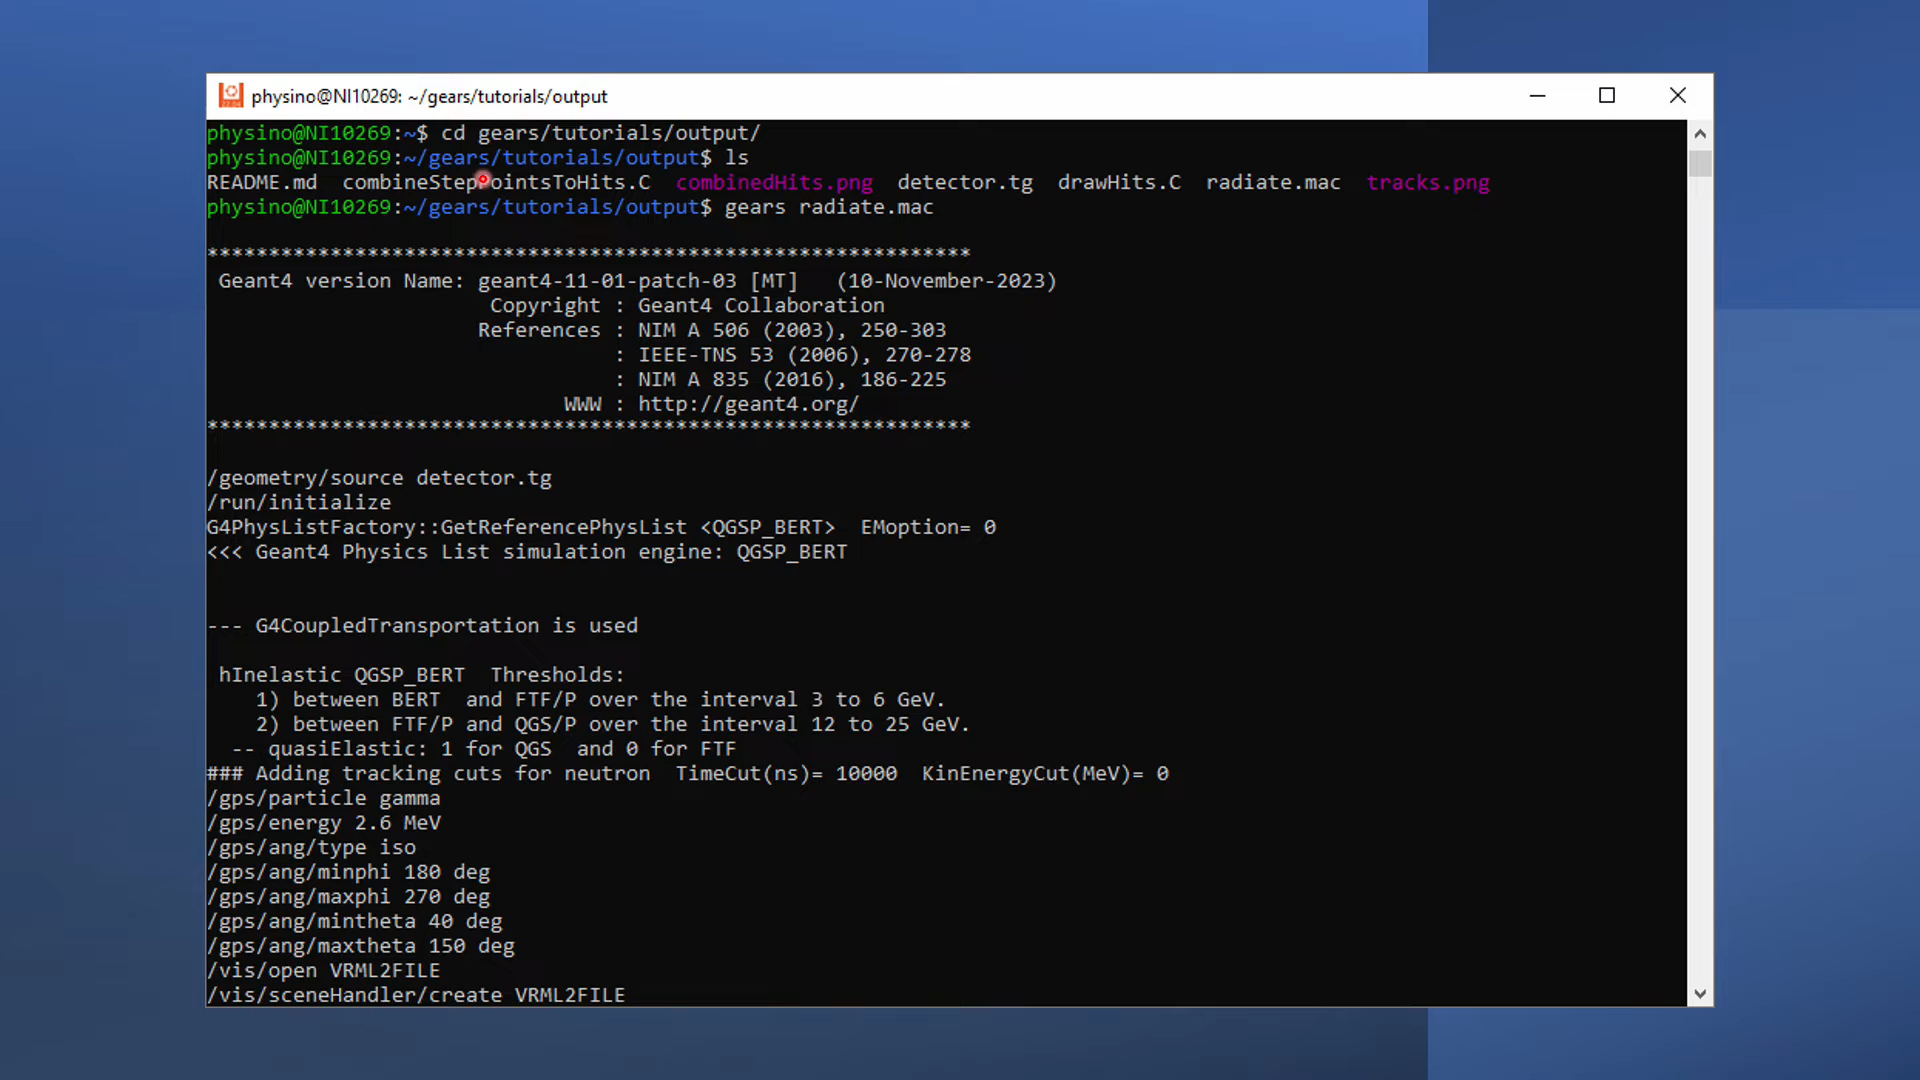 physino@NI10269: ~/gears/tutorials/output
physino@NI10269:~$ cd gears/tutorials/output/
physino@NI10269:~/gears/tutorials/output$ ls
README.md  combineStepPointsToHits.C  combinedHits.png  detector.tg  drawHits.C  radiate.mac  tracks.png
physino@NI10269:~/gears/tutorials/output$ gears radiate.mac
**************************************************************
Geant4 version Name: geant4-11-01-patch-03 [MT]   (10-November-2023)
Copyright : Geant4 Collaboration
References : NIM A 506 (2003), 250-303
: IEEE-TNS 53 (2006), 270-278
: NIM A 835 (2016), 186-225
WWW : http://geant4.org/
**************************************************************
/geometry/source detector.tg
/run/initialize
G4PhysListFactory::GetReferencePhysList <QGSP_BERT>  EMoption= 0
<<< Geant4 Physics List simulation engine: QGSP_BERT
--- G4CoupledTransportation is used
hInelastic QGSP_BERT  Thresholds:
1) between BERT  and FTF/P over the interval 3 to 6 GeV.
2) between FTF/P and QGS/P over the interval 12 to 25 GeV.
-- quasiElastic: 1 for QGS  and 0 for FTF
### Adding tracking cuts for neutron  TimeCut(ns)= 10000  KinEnergyCut(MeV)= 0
/gps/particle gamma
/gps/energy 2.6 MeV
/gps/ang/type iso
/gps/ang/minphi 180 deg
/gps/ang/maxphi 270 deg
/gps/ang/mintheta 40 deg
/gps/ang/maxtheta 150 deg
/vis/open VRML2FILE
/vis/sceneHandler/create VRML2FILE